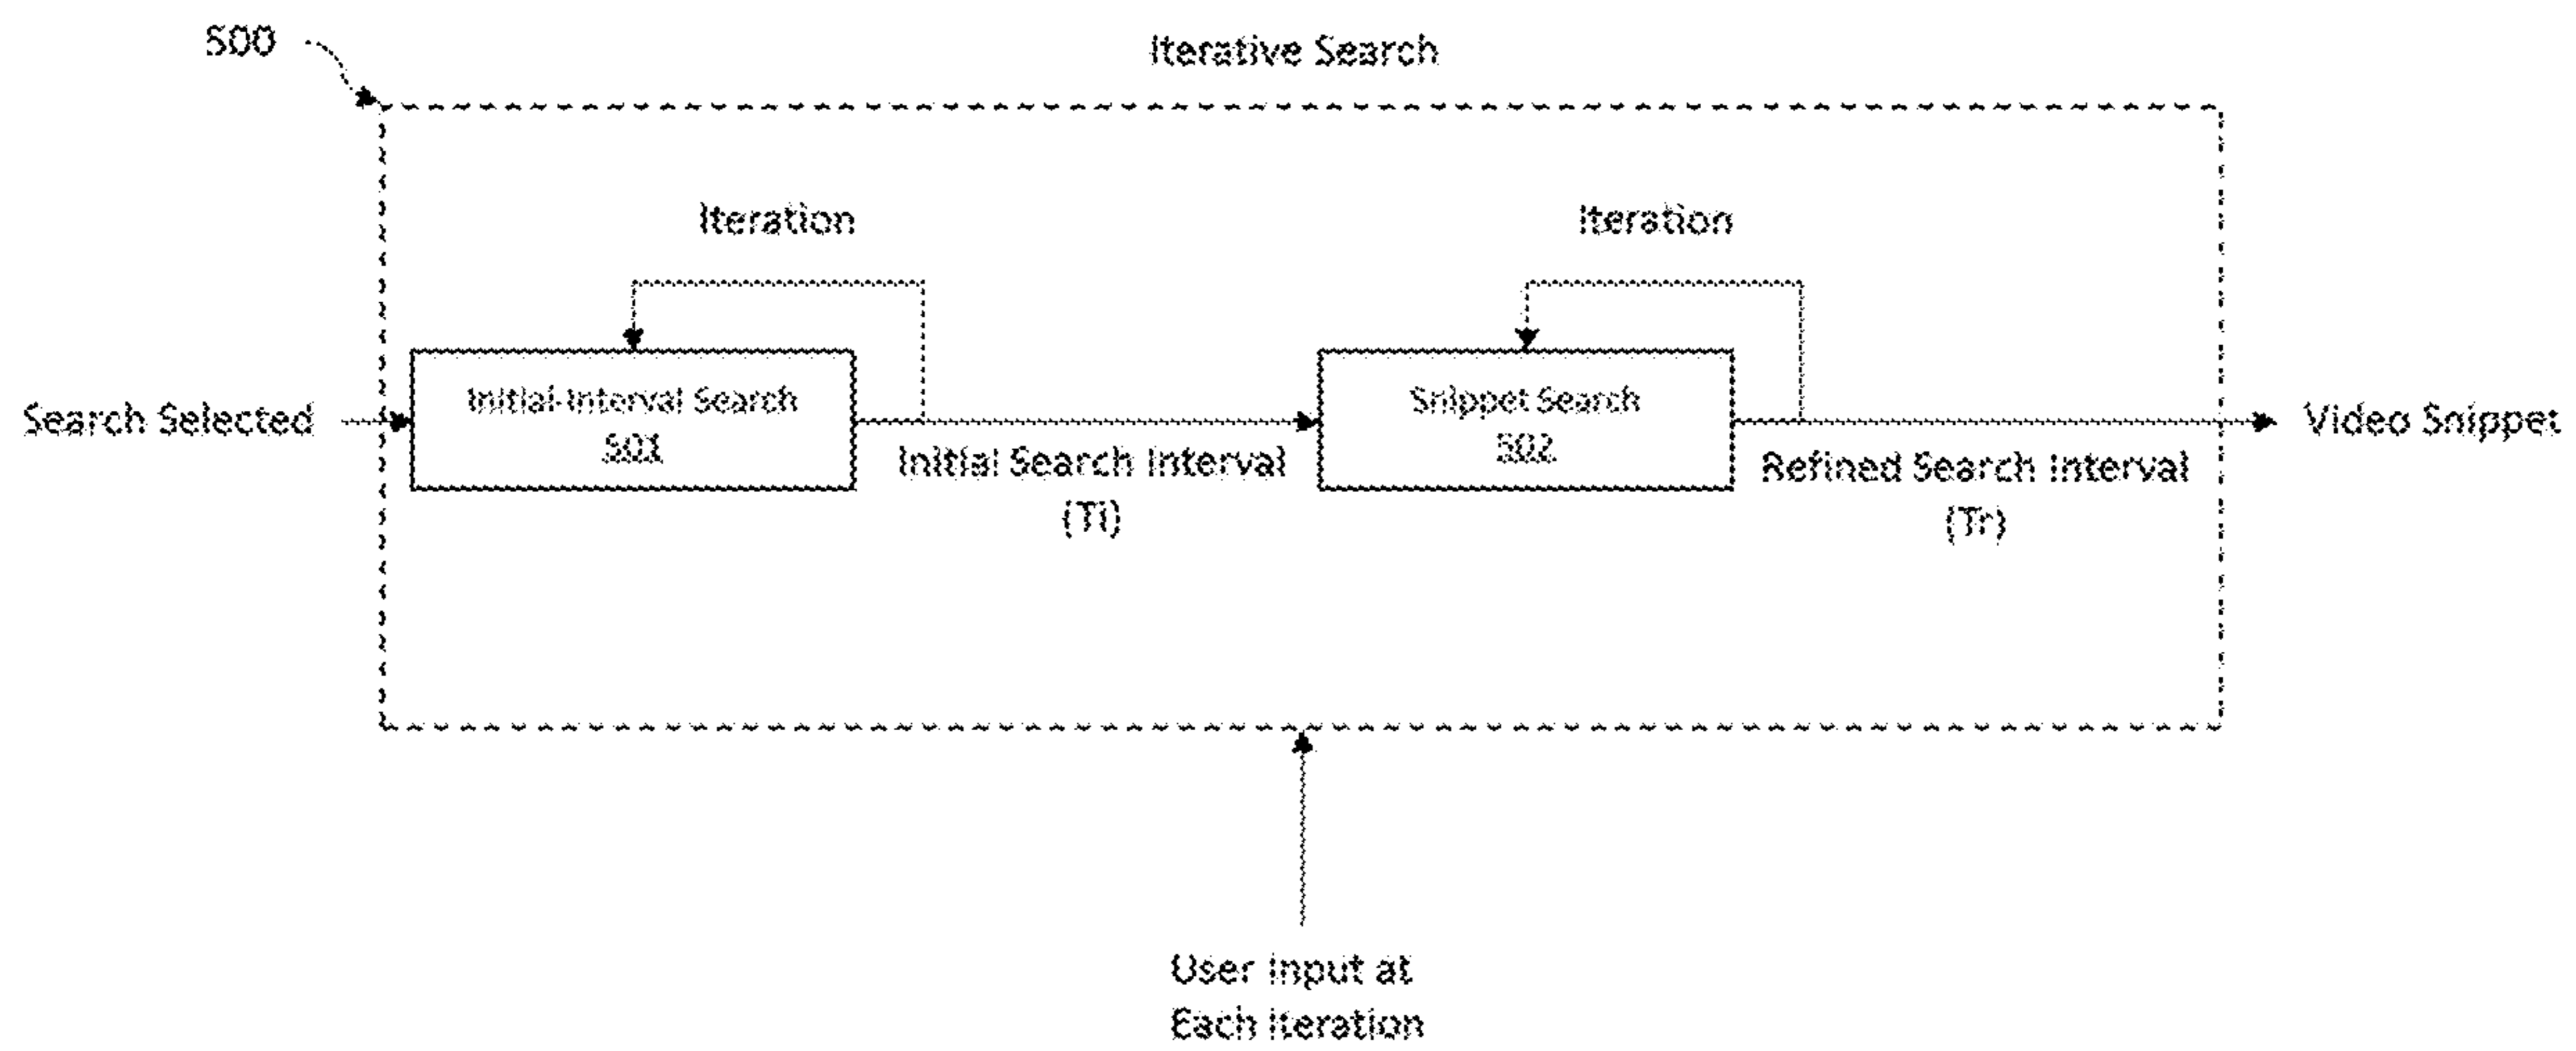 500
Iterative Search
Iteration
Iteration
Search Selected
Initial-Interval Search
501
Initial Search Interval
(Ti)
Snippet Search
502
Refined Search Interval
(Tr)
Video Snippet
User Input at
Each Iteration